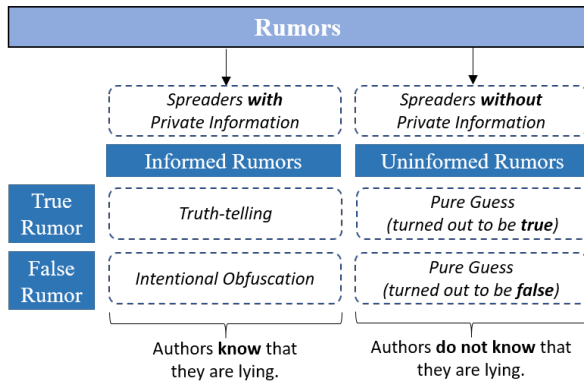 Rumors
Spreaders with
Private Information
Spreaders without
Private Information
Informed Rumors
Uninformed Rumors
True
Rumor
Truth-telling
Pure Guess
(turned out to be true)
False
Rumor
Intentional Obfuscation
Pure Guess
(turned out to be false)
Authors know that
they are lying.
Authors do not know that
they are lying.